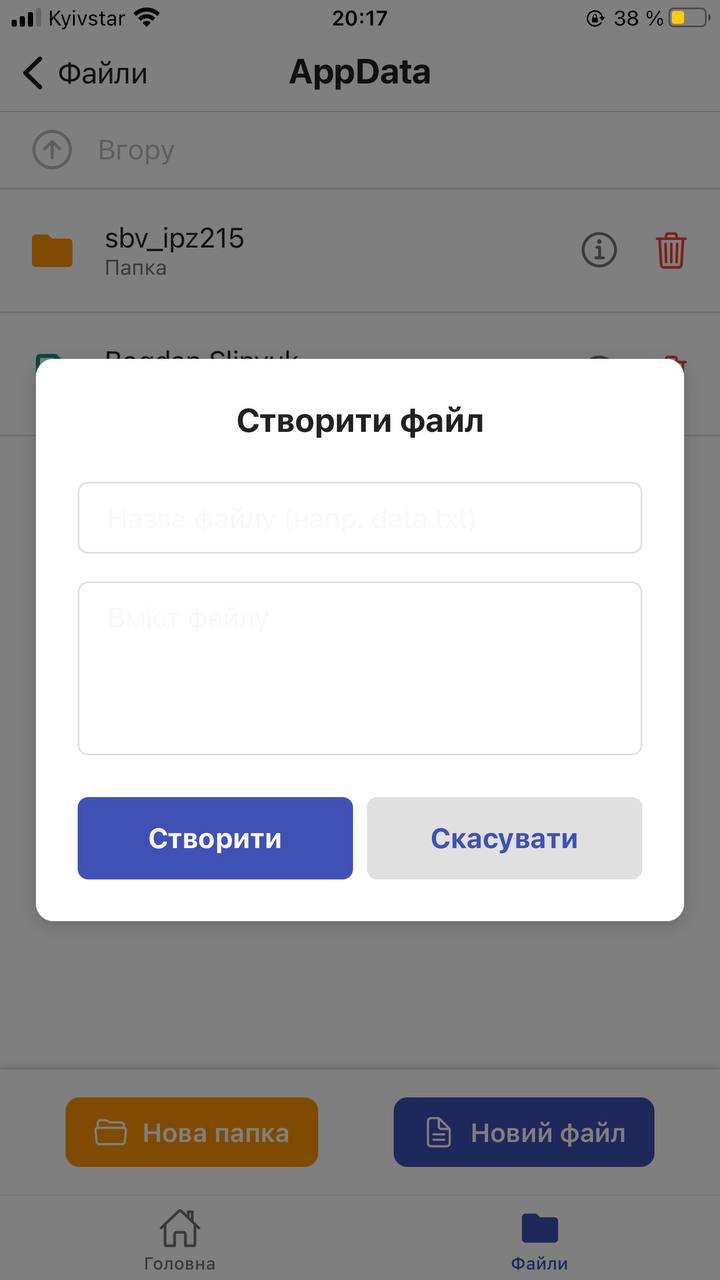 Kyivstar 20:17 38 %
Файли AppData
Вгору
sbv_ipz215
Папка
Bogdan Slipyuk
Створити файл
Назва файлу (напр. data.txt)
Вміст файлу
Створити Скасувати
Нова папка Новий файл
Головна Файли